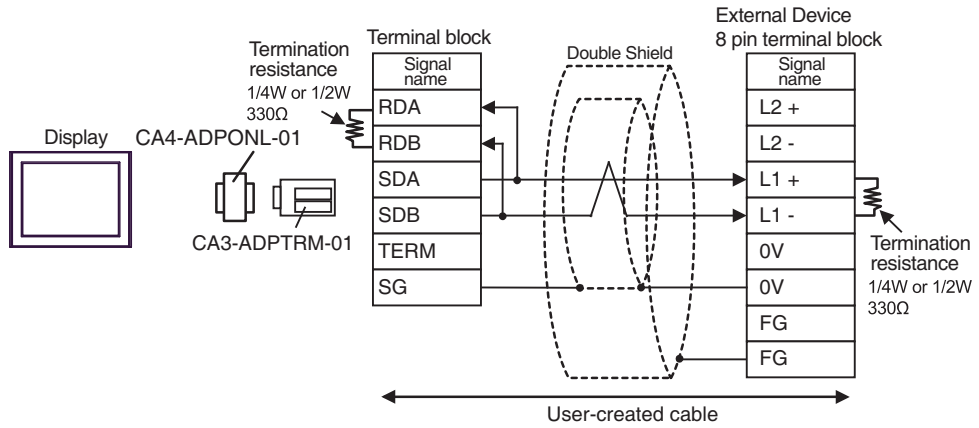 External Device
8 pin terminal block
Terminal block
Double Shield
Termination
resistance
1/4W or 1/2W
330Ω
Signal
name
Signal
name
RDA
L2 +
Display
CA4-ADPONL-01
RDB
L2 -
SDA
L1 +
SDB
L1 -
CA3-ADPTRM-01
TERM
0V
Termination
resistance
1/4W or 1/2W
330Ω
SG
0V
FG
FG
User-created cable